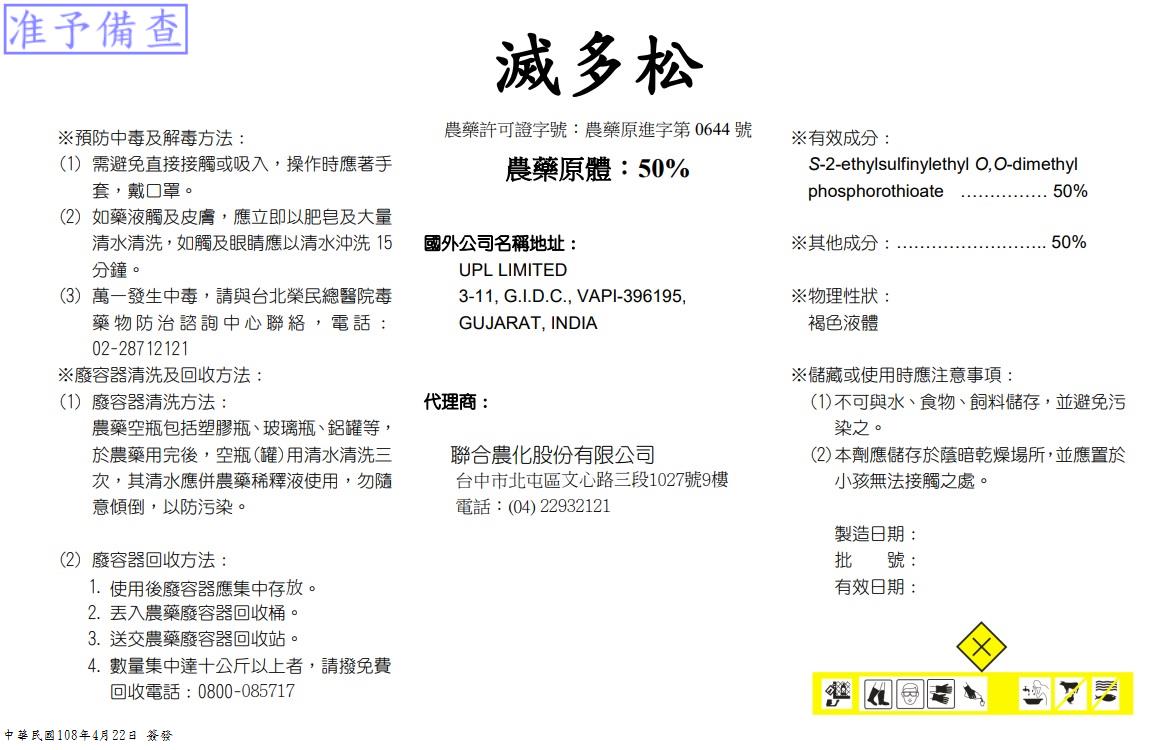 准予備查
滅多松
農藥許可證字號：農藥原進字第 0644 號
農藥原體：50%
※預防中毒及解毒方法：
(1) 需避免直接接觸或吸入，操作時應著手
套，戴口罩。
(2) 如藥液觸及皮膚，應立即以肥皂及大量
清水清洗，如觸及眼睛應以清水沖洗 15
分鐘。
(3) 萬一發生中毒，請與台北榮民總醫院毒
藥物防治諮詢中心聯絡，電話：
02-28712121
※廢容器清洗及回收方法：
(1) 廢容器清洗方法：
農藥空瓶包括塑膠瓶、玻璃瓶、鋁罐等，
於農藥用完後，空瓶(罐)用清水清洗三
次，其清水應併農藥稀釋液使用，勿隨
意傾倒，以防污染。
(2) 廢容器回收方法：
1. 使用後廢容器應集中存放。
2. 丟入農藥廢容器回收桶。
3. 送交農藥廢容器回收站。
4. 數量集中達十公斤以上者，請撥免費
回收電話：0800-085717
國外公司名稱地址：
UPL LIMITED
3-11, G.I.D.C., VAPI-396195,
GUJARAT, INDIA
代理商：
聯合農化股份有限公司
台中市北屯區文心路三段1027號9樓
電話：(04) 22932121
※有效成分：
S-2-ethylsulfinylethyl O,O-dimethyl
phosphorothioate …………… 50%
※其他成分：…………………….. 50%
※物理性狀：
褐色液體
※儲藏或使用時應注意事項：
(1)不可與水、食物、飼料儲存，並避免污
染之。
(2)本劑應儲存於蔭暗乾燥場所，並應置於
小孩無法接觸之處。
製造日期：
批　　號：
有效日期：
中華民國108年4月22日 簽發